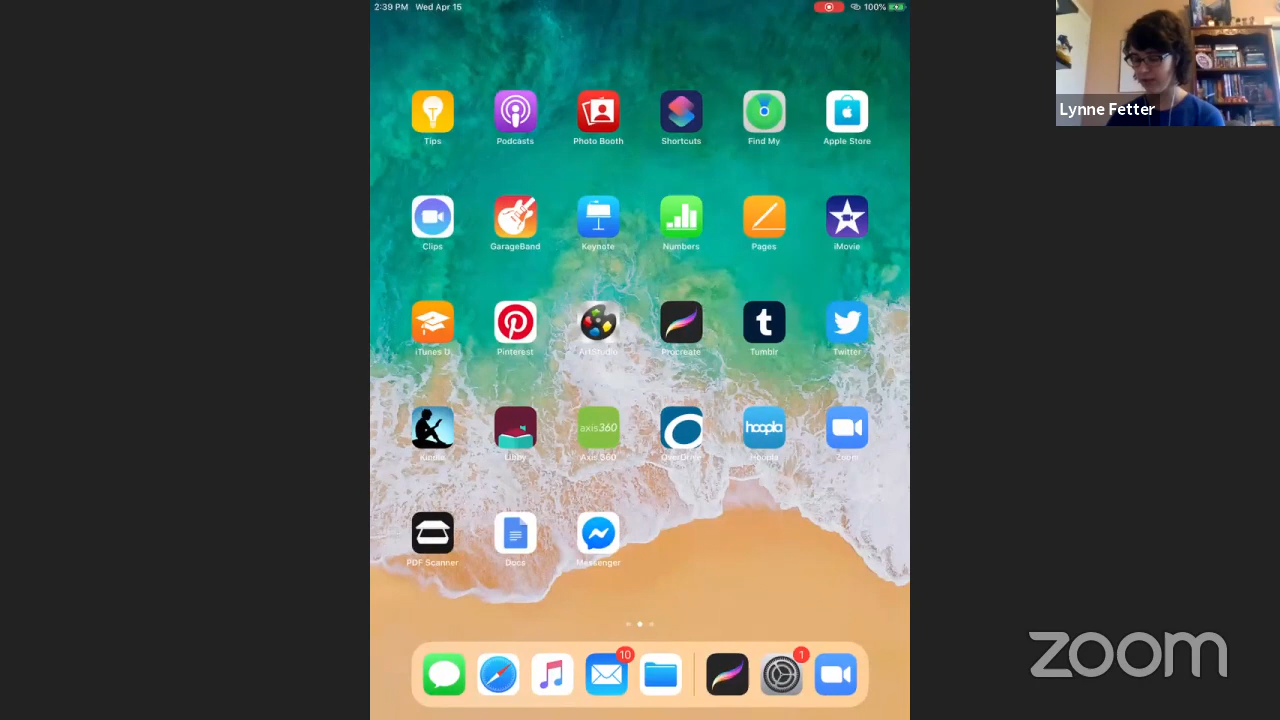 2:39 PM Wed Apr 15
100%
Lynne Fetter
Tips
Podcasts
Photo Booth
Shortcuts
Find My
Apple Store
Clips
GarageBand
Keynote
Numbers
Pages
iMovie
iTunes U
Pinterest
ArtStudio
Procreate
t
Tumblr
Twitter
Kindle
Libby
axis360
Axis 360
OverDrive
hoopla
Hoopla
Zoom
PDF Scanner
Docs
Messenger
10
1
zoom